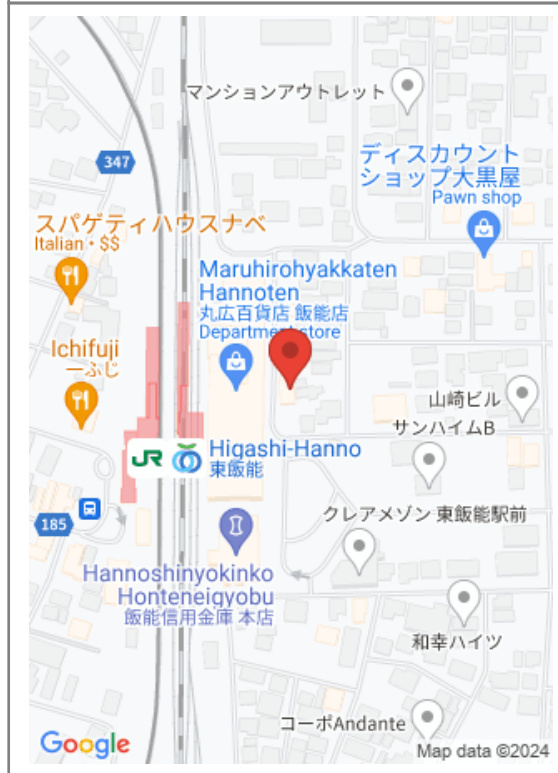 マンションアウトレット
347
ディスカウント
ショップ大黒屋
Pawn shop
スパゲティハウスナベ
Italian・$$
Maruhirohyakkaten
Hannoten
丸広百貨店 飯能店
Department store
Ichifuji
一ふじ
山崎ビル
サンハイムB
JR
Higashi-Hanno
東飯能
クレアメゾン 東飯能駅前
185
Hannoshinyokinko
Honteneigyobu
飯能信用金庫 本店
和幸ハイツ
コーポAndante
Google
Map data ©2024